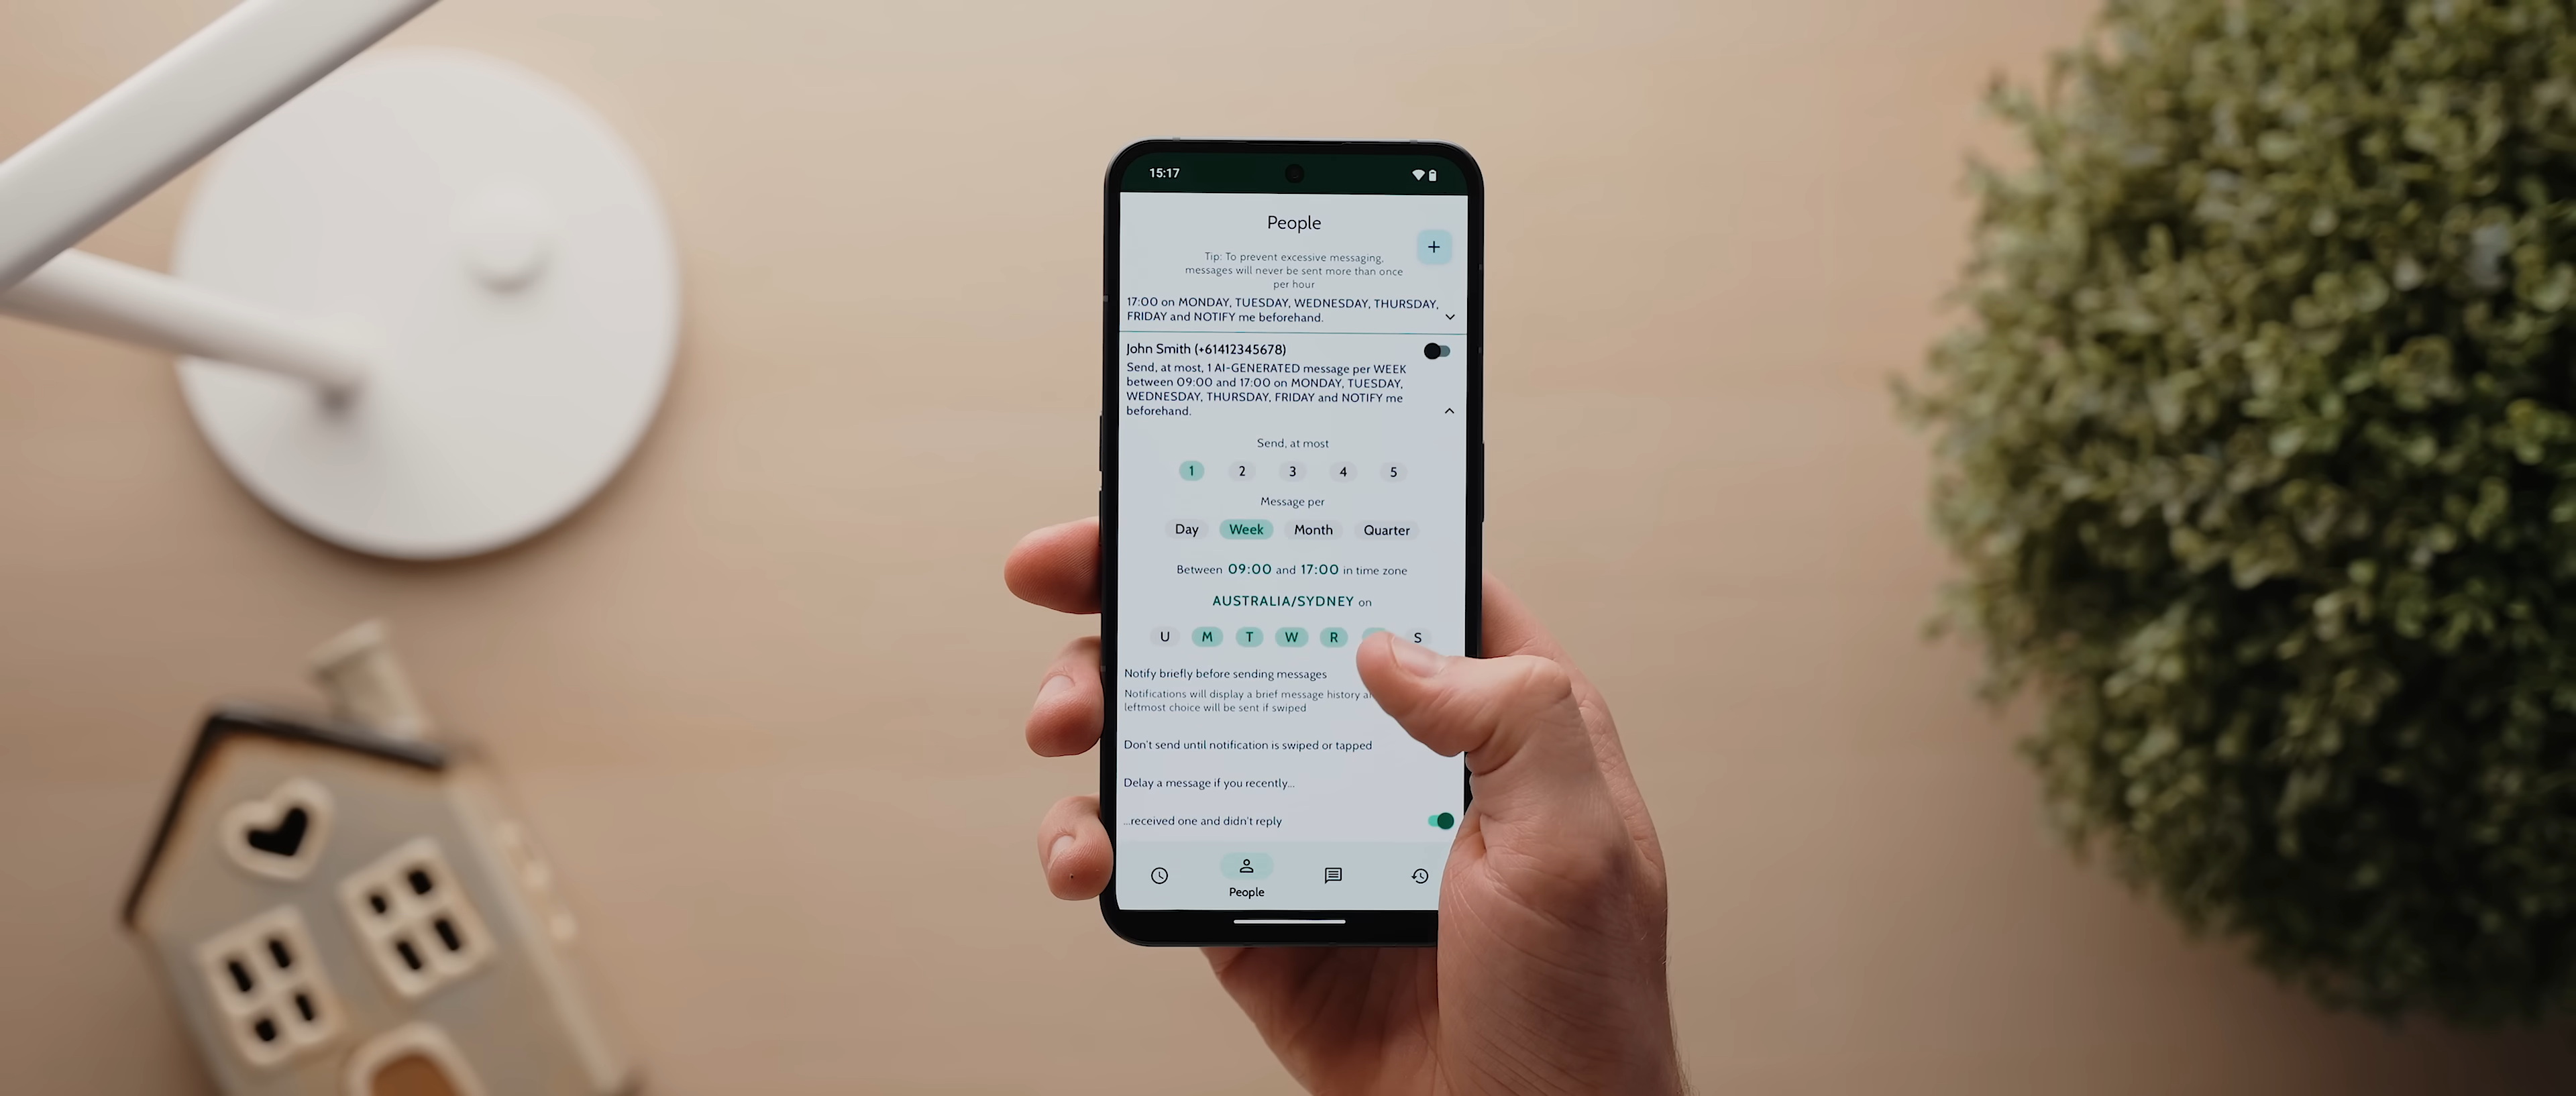 15:17
People
+
Tip: To prevent excessive messaging,
messages will never be sent more than once
per hour
17:00 on MONDAY, TUESDAY, WEDNESDAY, THURSDAY,
FRIDAY and NOTIFY me beforehand.
John Smith (+61412345678)
Send, at most, 1 AI-GENERATED message per WEEK
between 09:00 and 17:00 on MONDAY, TUESDAY,
WEDNESDAY, THURSDAY, FRIDAY and NOTIFY me
beforehand.
Send, at most
1 2 3 4 5
Message per
Day Week Month Quarter
Between 09:00 and 17:00 in time zone
AUSTRALIA/SYDNEY on
U M T W R S
Notify briefly before sending messages
Notifications will display a brief message history
leftmost choice will be sent if swiped
Don't send until notification is swiped or tapped
Delay a message if you recently...
...received one and didn't reply
People